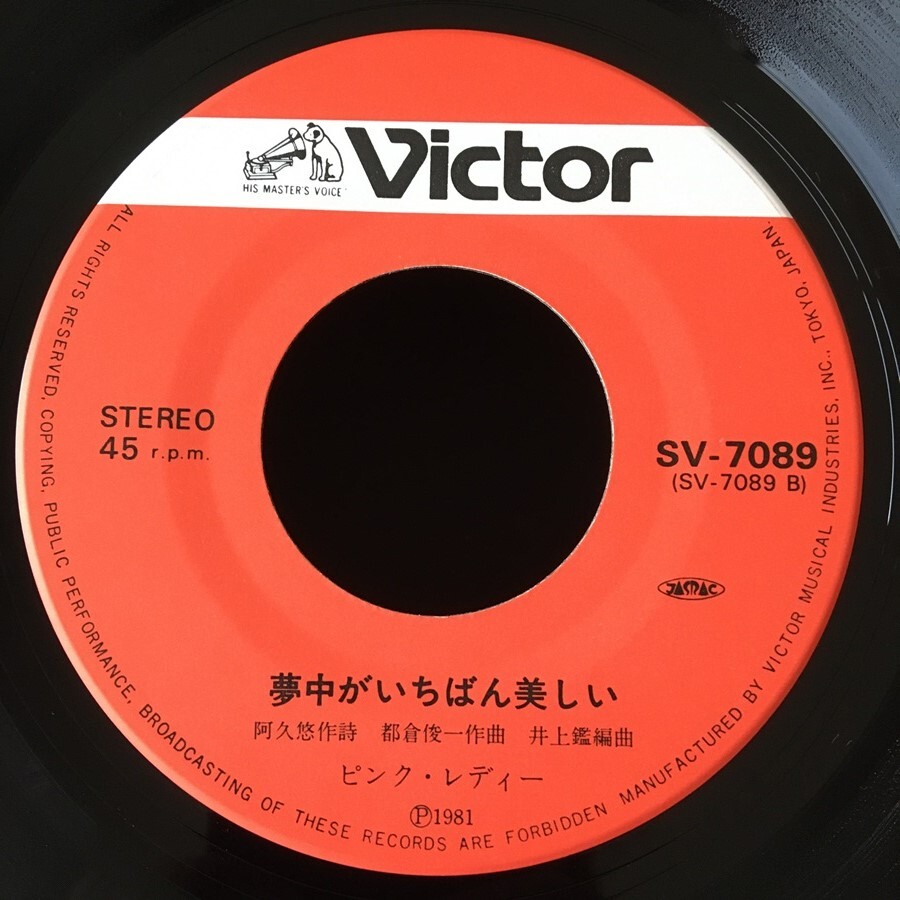 HIS MASTER'S VOICE
Victor
STEREO
45 r.p.m.
SV-7089
(SV-7089 B)
JASRAC
夢中がいちばん美しい
阿久悠作詩 都倉俊一作曲 井上鑑編曲
ピンク・レディー
Ⓟ1981
ALL RIGHTS RESERVED, COPYING, PUBLIC PERFORMANCE, BROADCASTING OF THESE RECORDS ARE FORBIDDEN MANUFACTURED BY VICTOR MUSICAL INDUSTRIES, INC., TOKYO, JAPAN.